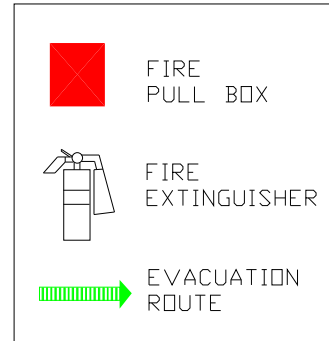 FIRE
PULL BOX
FIRE
EXTINGUISHER
EVACUATION
ROUTE